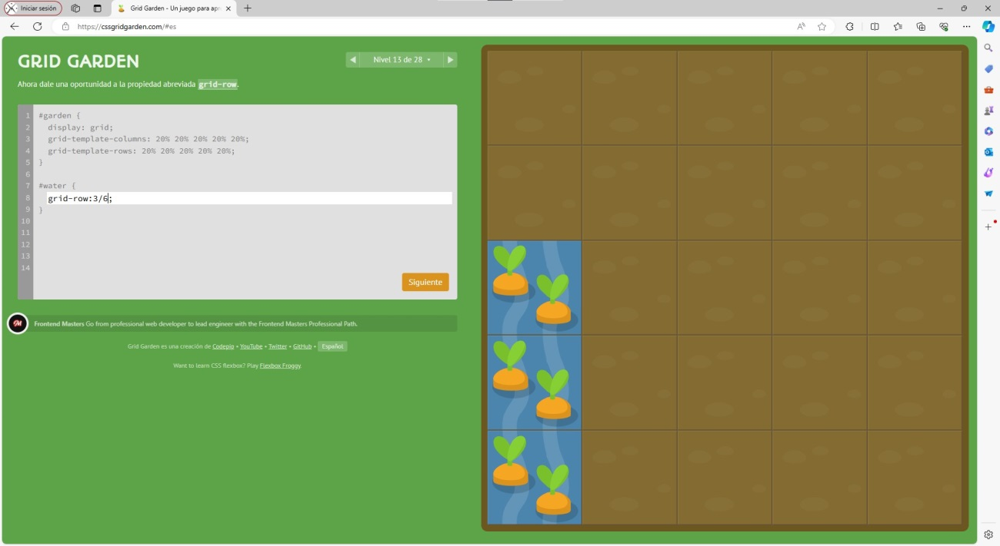 Iniciar sesión
Grid Garden - Un juego para apr
https://cssgridgarden.com/#es
GRID GARDEN
Nivel 13 de 28
Ahora dale una oportunidad a la propiedad abreviada grid-row.
1 #garden {
2 display: grid;
3 grid-template-columns: 20% 20% 20% 20% 20%;
4 grid-template-rows: 20% 20% 20% 20% 20%;
5 }
6
7 #water {
8 grid-row:3/6;
9 }
10
11
12
13
14
Siguiente
Frontend Masters Go from professional web developer to lead engineer with the Frontend Masters Professional Path.
Grid Garden es una creación de Codepip • YouTube • Twitter • GitHub • Español
Want to learn CSS flexbox? Play Flexbox Froggy.